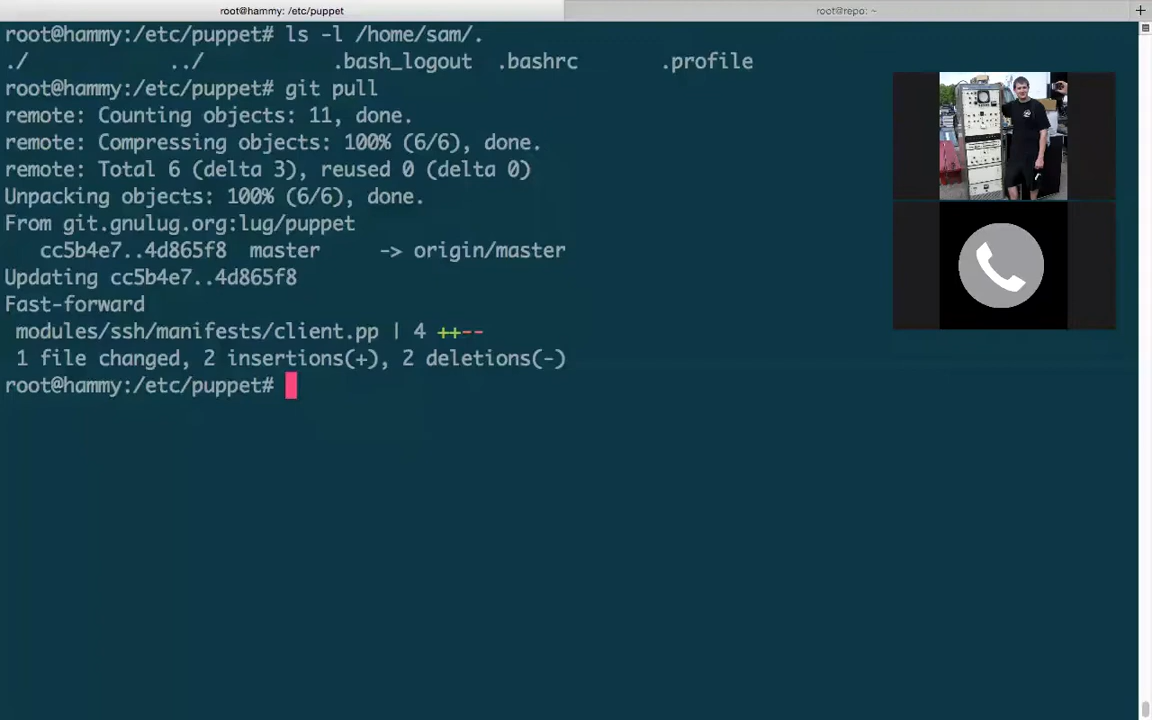 root@hammy: /etc/puppet
root@repo: ~
root@hammy:/etc/puppet# ls -l /home/sam/.
./ ../ .bash_logout .bashrc .profile
root@hammy:/etc/puppet# git pull
remote: Counting objects: 11, done.
remote: Compressing objects: 100% (6/6), done.
remote: Total 6 (delta 3), reused 0 (delta 0)
Unpacking objects: 100% (6/6), done.
From git.gnulug.org:lug/puppet
cc5b4e7..4d865f8 master -> origin/master
Updating cc5b4e7..4d865f8
Fast-forward
modules/ssh/manifests/client.pp | 4 ++--
1 file changed, 2 insertions(+), 2 deletions(-)
root@hammy:/etc/puppet#